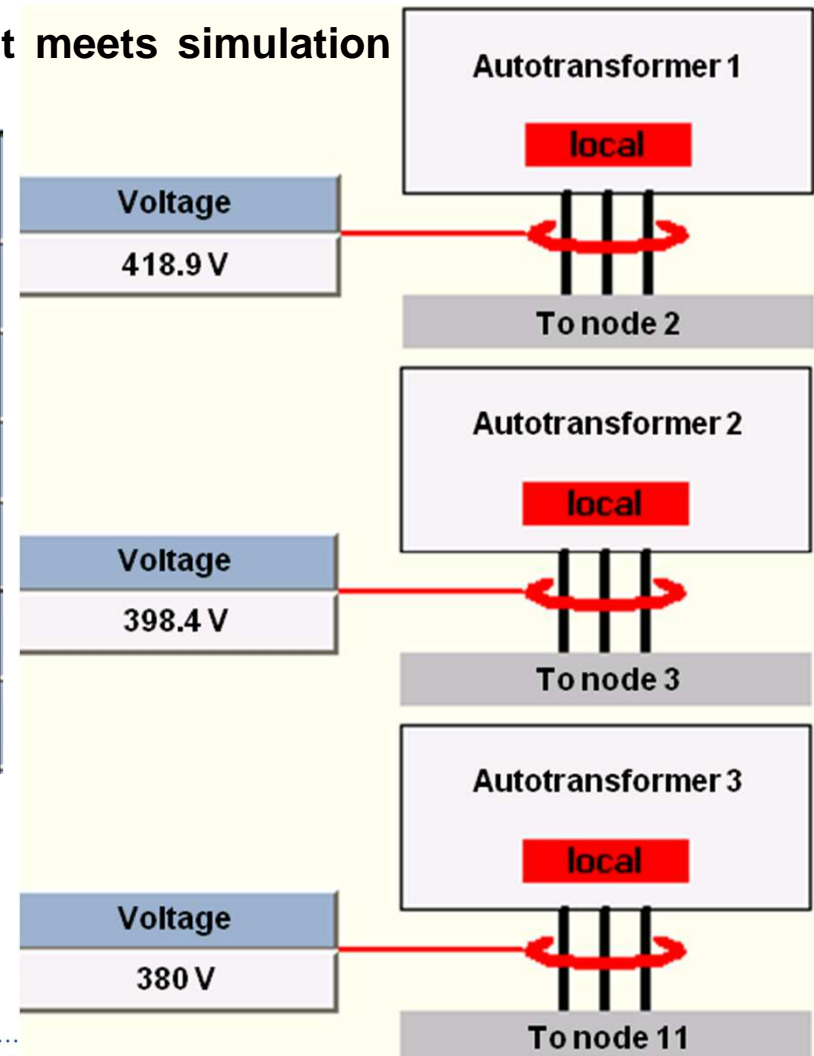 t meets simulation
Autotransformer 1
local
Voltage
418.9 V
To node 2
Autotransformer 2
local
Voltage
398.4 V
To node 3
Autotransformer 3
local
Voltage
380 V
To node 11